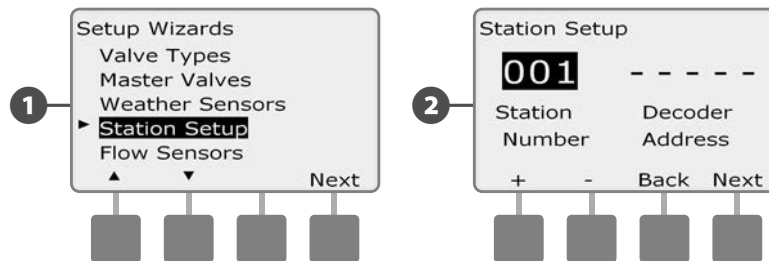 1
Setup Wizards
Valve Types
Master Valves
Weather Sensors
► Station Setup
Flow Sensors
▲ ▼ Next
2
Station Setup
001 - - - - -
Station Decoder
Number Address
+ - Back Next